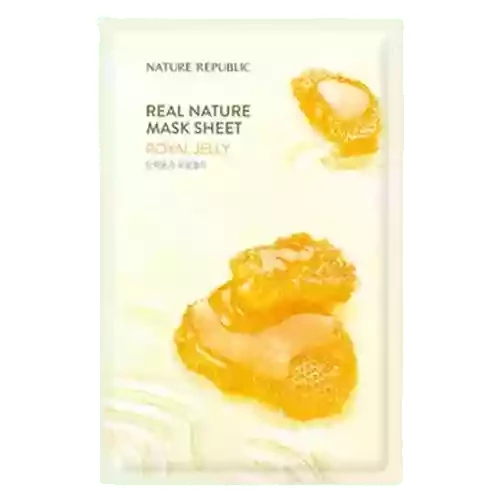 NATURE REPUBLIC
REAL NATURE
MASK SHEET
ROYAL JELLY